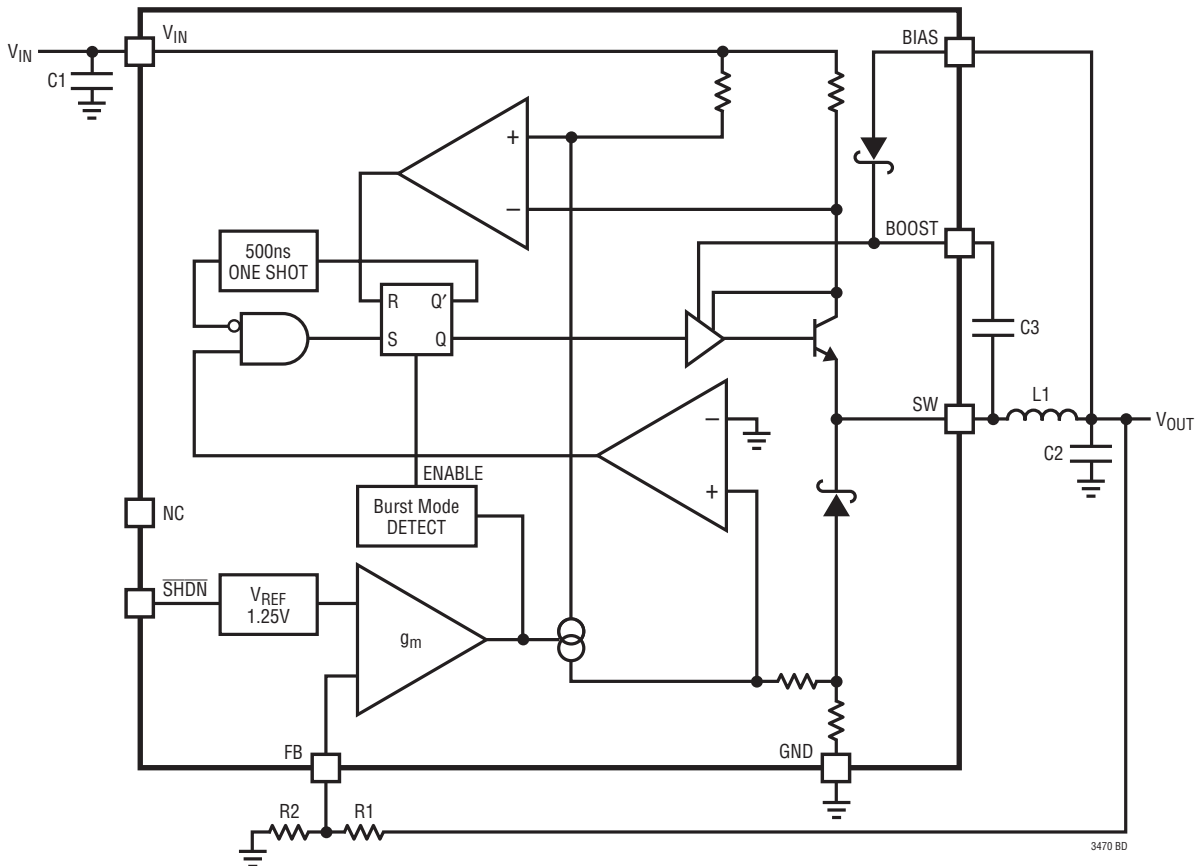 V_IN
V_IN
C1
BIAS
+
−
BOOST
500ns
ONE SHOT
R Q′
S Q
C3
L1
SW
V_OUT
C2
−
+
ENABLE
Burst Mode
DETECT
NC
SHDN
V_REF
1.25V
g_m
FB
GND
R2
R1
3470 BD